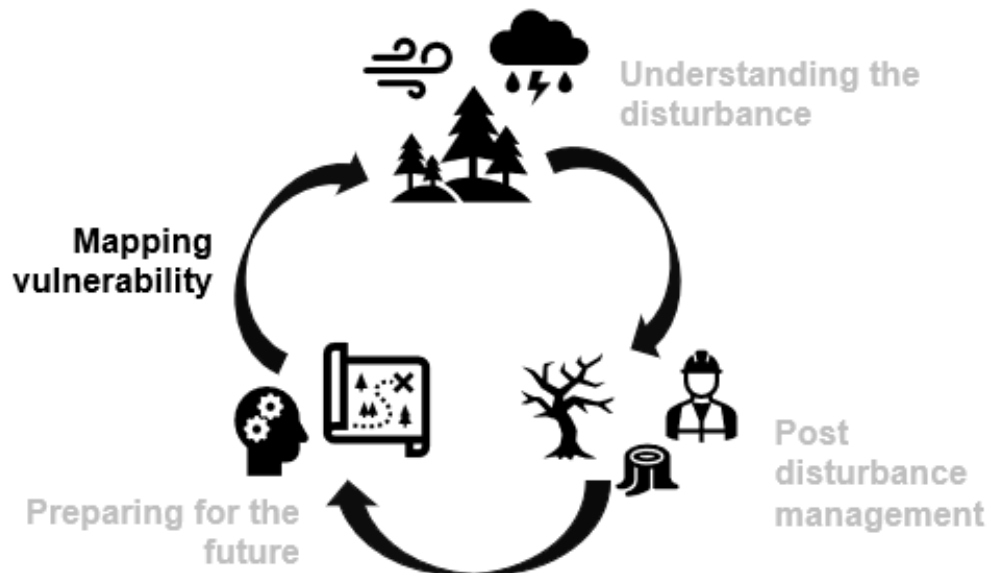 Understanding the
disturbance
Mapping
vulnerability
Post
disturbance
management
Preparing for the
future